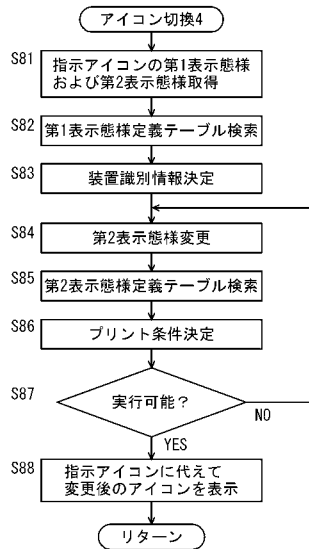 アイコン切換4
S81
指示アイコンの第1表示態様
および第2表示態様取得
S82
第1表示態様定義テーブル検索
S83
装置識別情報決定
S84
第2表示態様変更
S85
第2表示態様定義テーブル検索
S86
プリント条件決定
S87
実行可能?
NO
YES
S88
指示アイコンに代えて
変更後のアイコンを表示
リターン